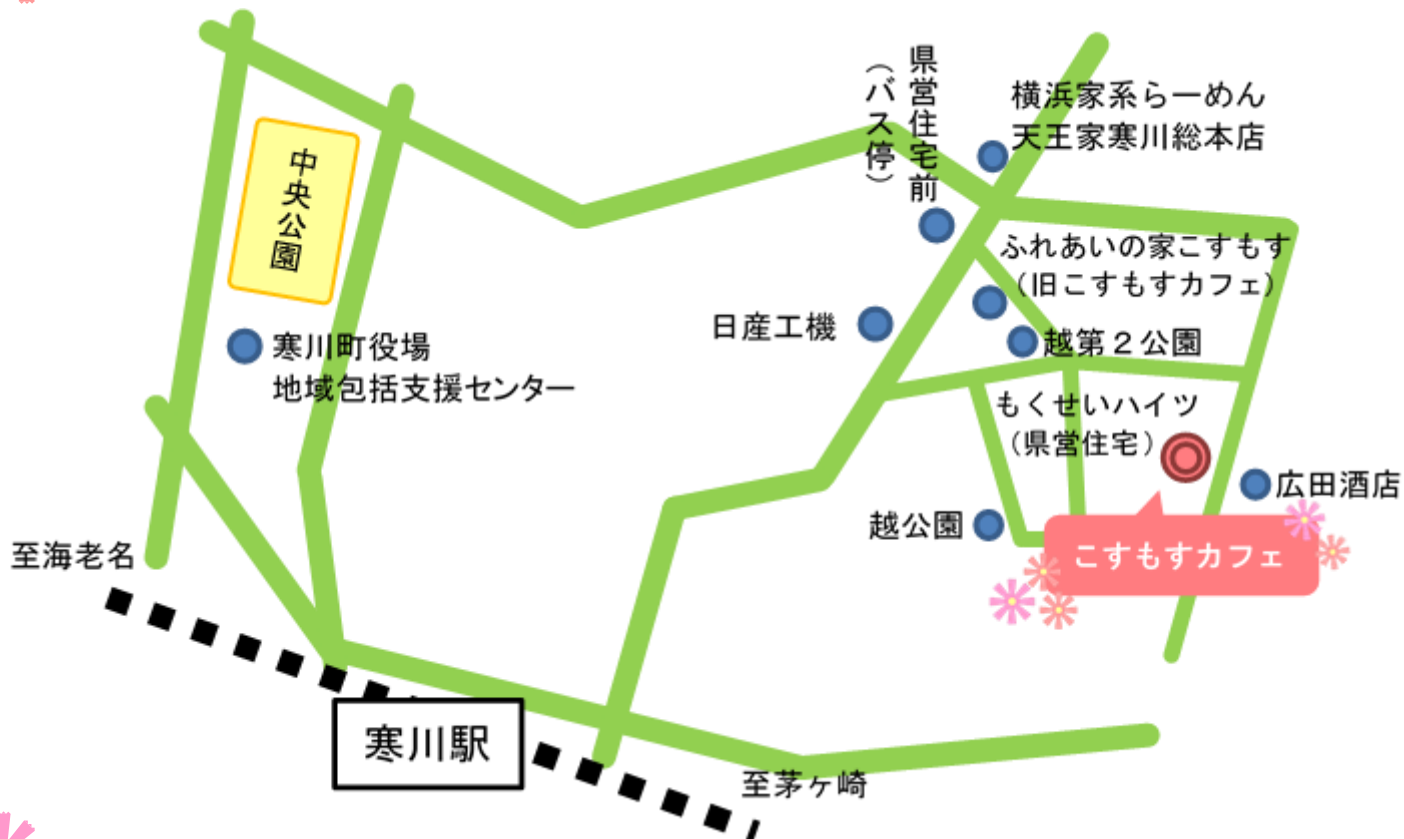 県営住宅前
（バス停）
横浜家系らーめん
天王家寒川総本店
中央公園
ふれあいの家こすもす
（旧こすもすカフェ）
日産工機
越第２公園
寒川町役場
地域包括支援センター
もくせいハイツ
（県営住宅）
広田酒店
越公園
こすもすカフェ
至海老名
寒川駅
至茅ヶ崎